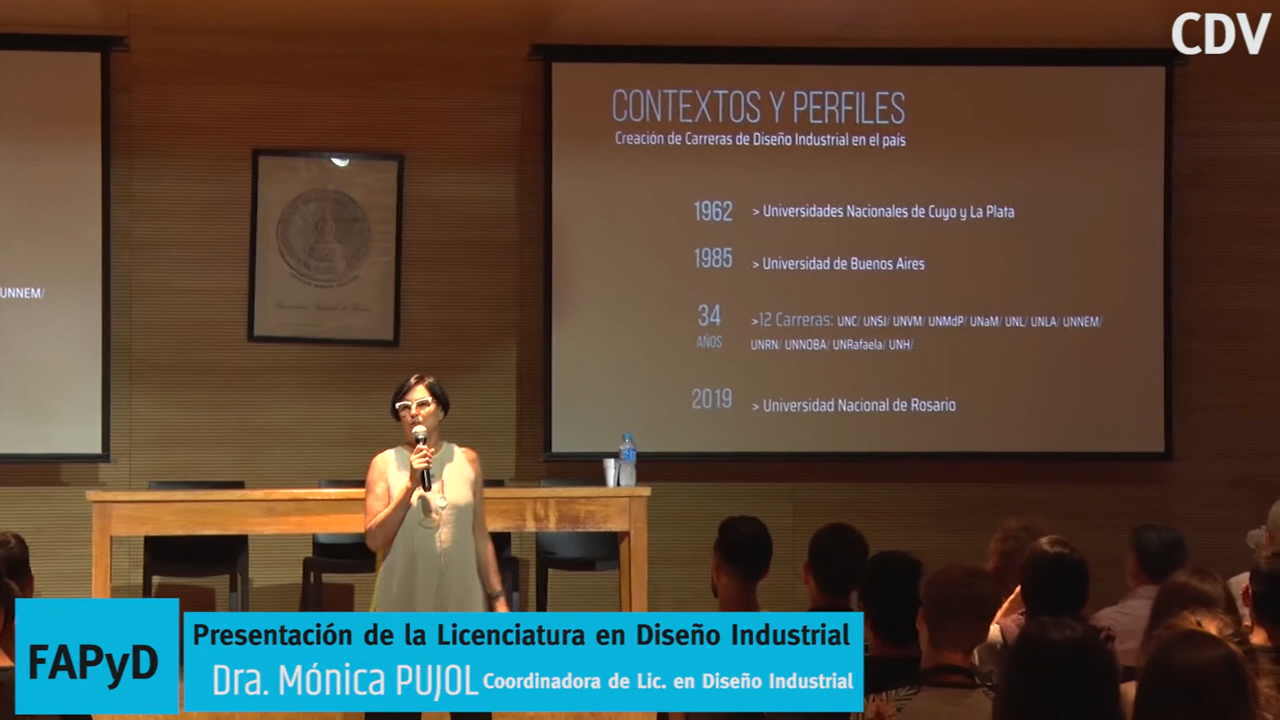 CDV
CONTEXTOS Y PERFILES
Creación de Carreras de Diseño Industrial en el país
1962 > Universidades Nacionales de Cuyo y La Plata
1985 > Universidad de Buenos Aires
34 AÑOS >12 Carreras: UNC/ UNSJ/ UNVM/ UNMdP/ UNaM/ UNL/ UNLA/ UNNEM/
UNRN/ UNNOBA/ UNRafaela/ UNH/
2019 > Universidad Nacional de Rosario
UNNEM/
FAPyD
Presentación de la Licenciatura en Diseño Industrial
Dra. Mónica PUJOL Coordinadora de Lic. en Diseño Industrial